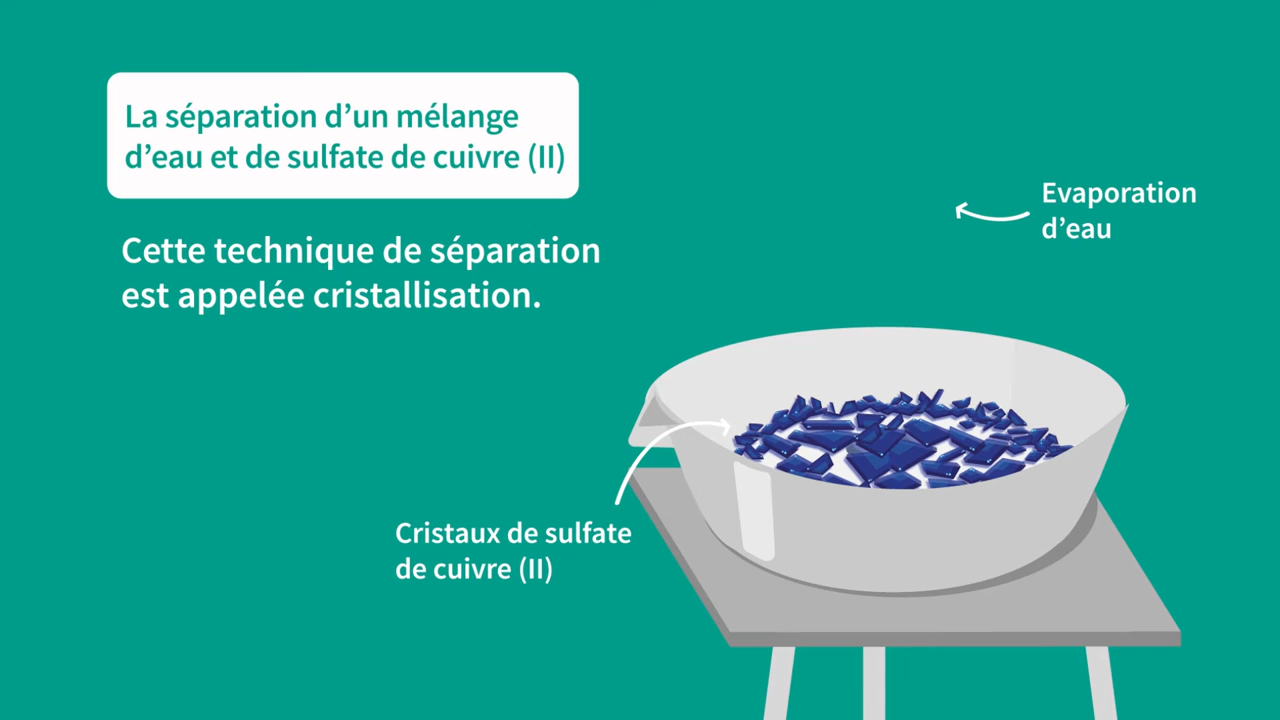 La séparation d’un mélange
d’eau et de sulfate de cuivre (II)
Cette technique de séparation
est appelée cristallisation.
Evaporation
d’eau
Cristaux de sulfate
de cuivre (II)